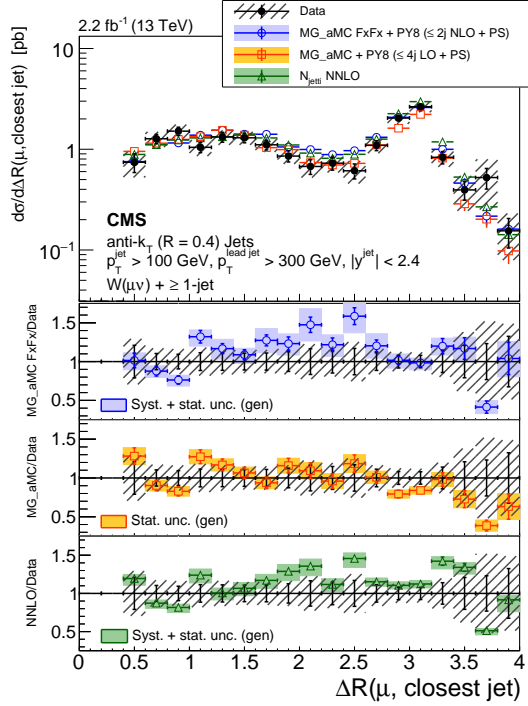 2.2 fb⁻¹ (13 TeV)
Data
MG_aMC FxFx + PY8 (≤ 2j NLO + PS)
MG_aMC + PY8 (≤ 4j LO + PS)
N_jetti NNLO
dσ/dΔR(μ,closest jet) [pb]
10
1
10⁻¹
CMS
anti-k_T (R = 0.4) Jets
p_T^jet > 100 GeV, p_T^lead jet > 300 GeV, |y^jet| < 2.4
W(μν) + ≥ 1-jet
MG_aMC FxFx/Data
1.5
1
0.5
Syst. + stat. unc. (gen)
MG_aMC/Data
1.5
1
0.5
Stat. unc. (gen)
NNLO/Data
1.5
1
0.5
Syst. + stat. unc. (gen)
0 0.5 1 1.5 2 2.5 3 3.5 4
ΔR(μ, closest jet)